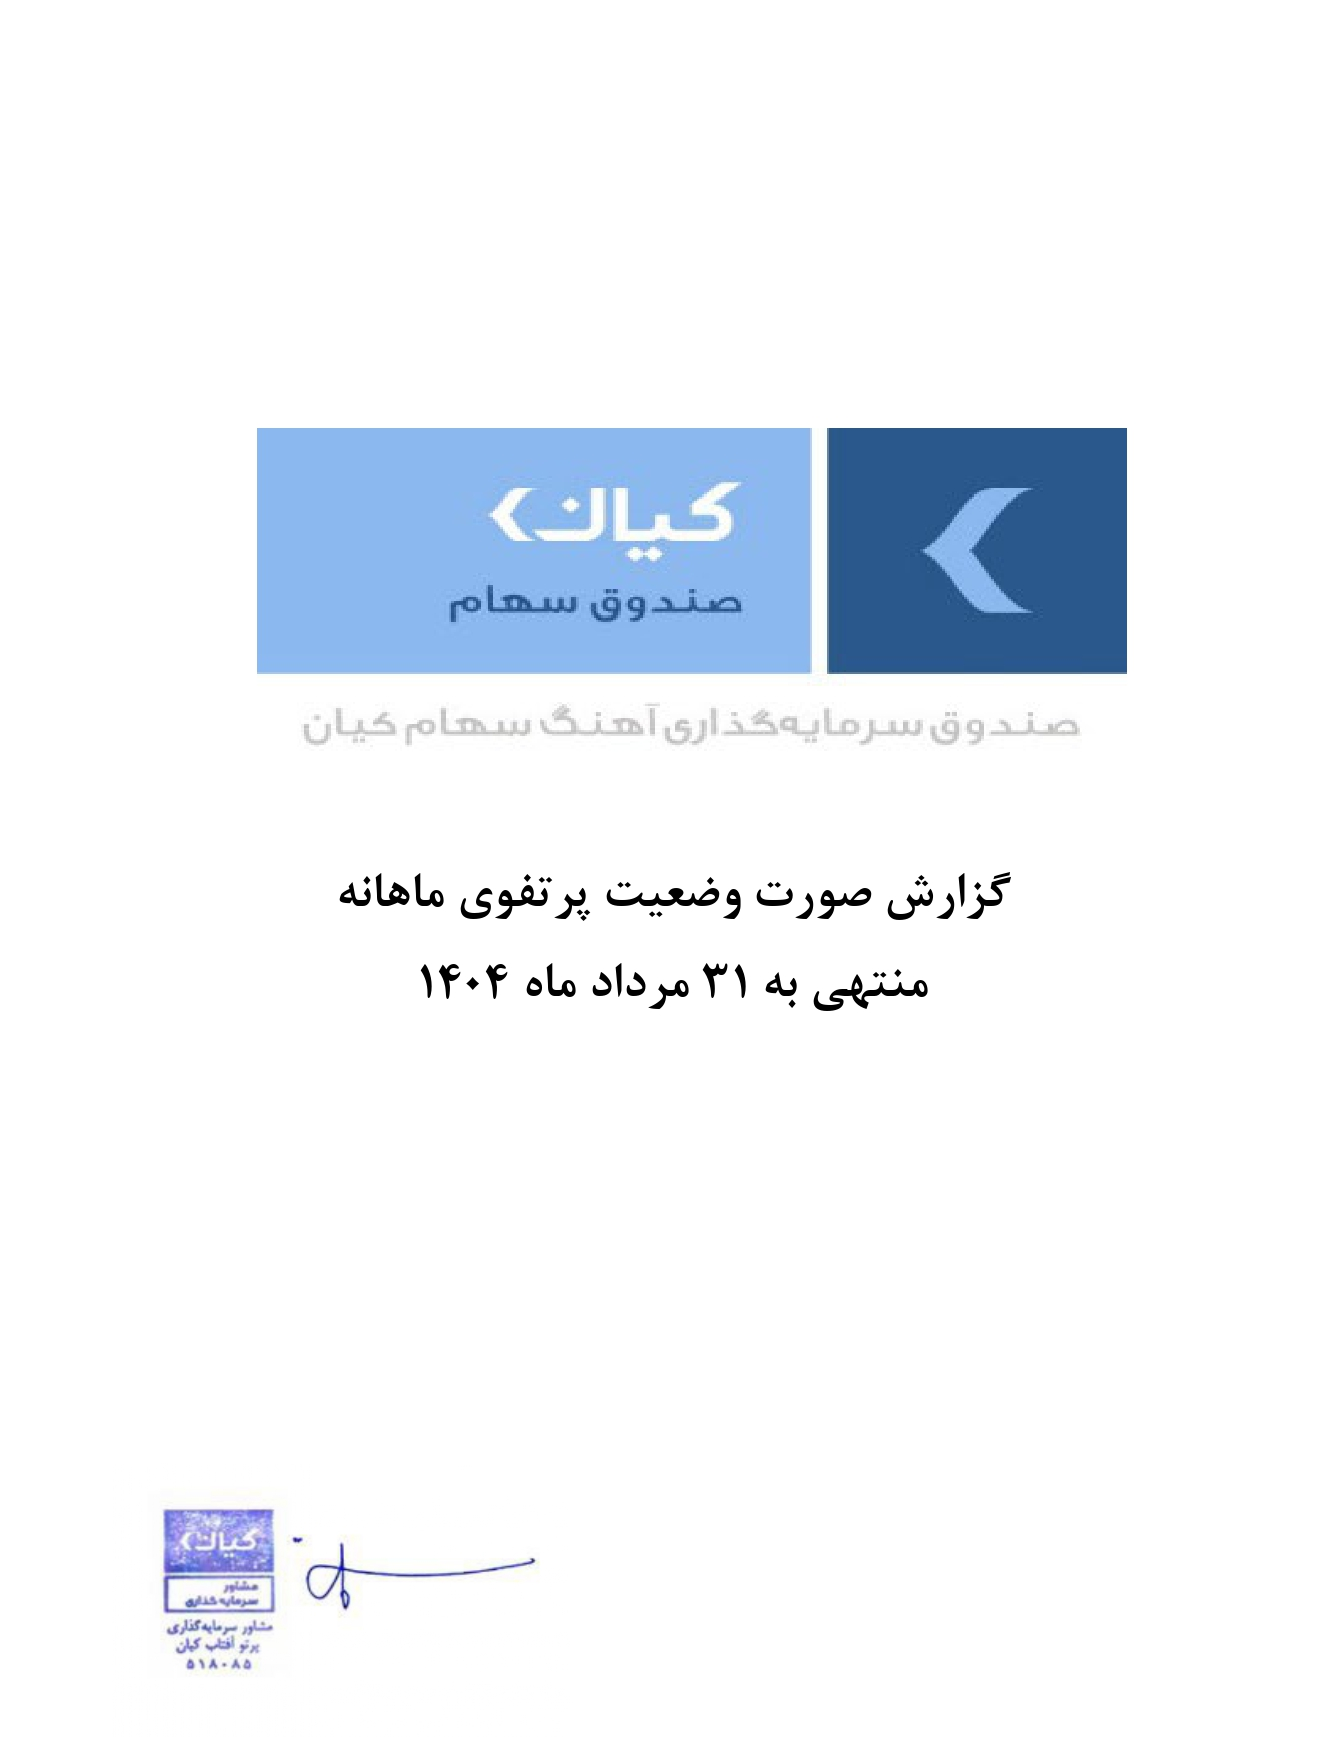 کیان
صندوق سهام
صندوق سرمایه‌گذاری آهنگ سهام کیان
گزارش صورت وضعیت پرتفوی ماهانه
منتهی به ۳۱ مرداد ماه ۱۴۰۴
کیان
مشاور
سرمایه گذاری
مشاور سرمایه گذاری
پرتو آفتاب کیان
۵۱۸۰۸۵